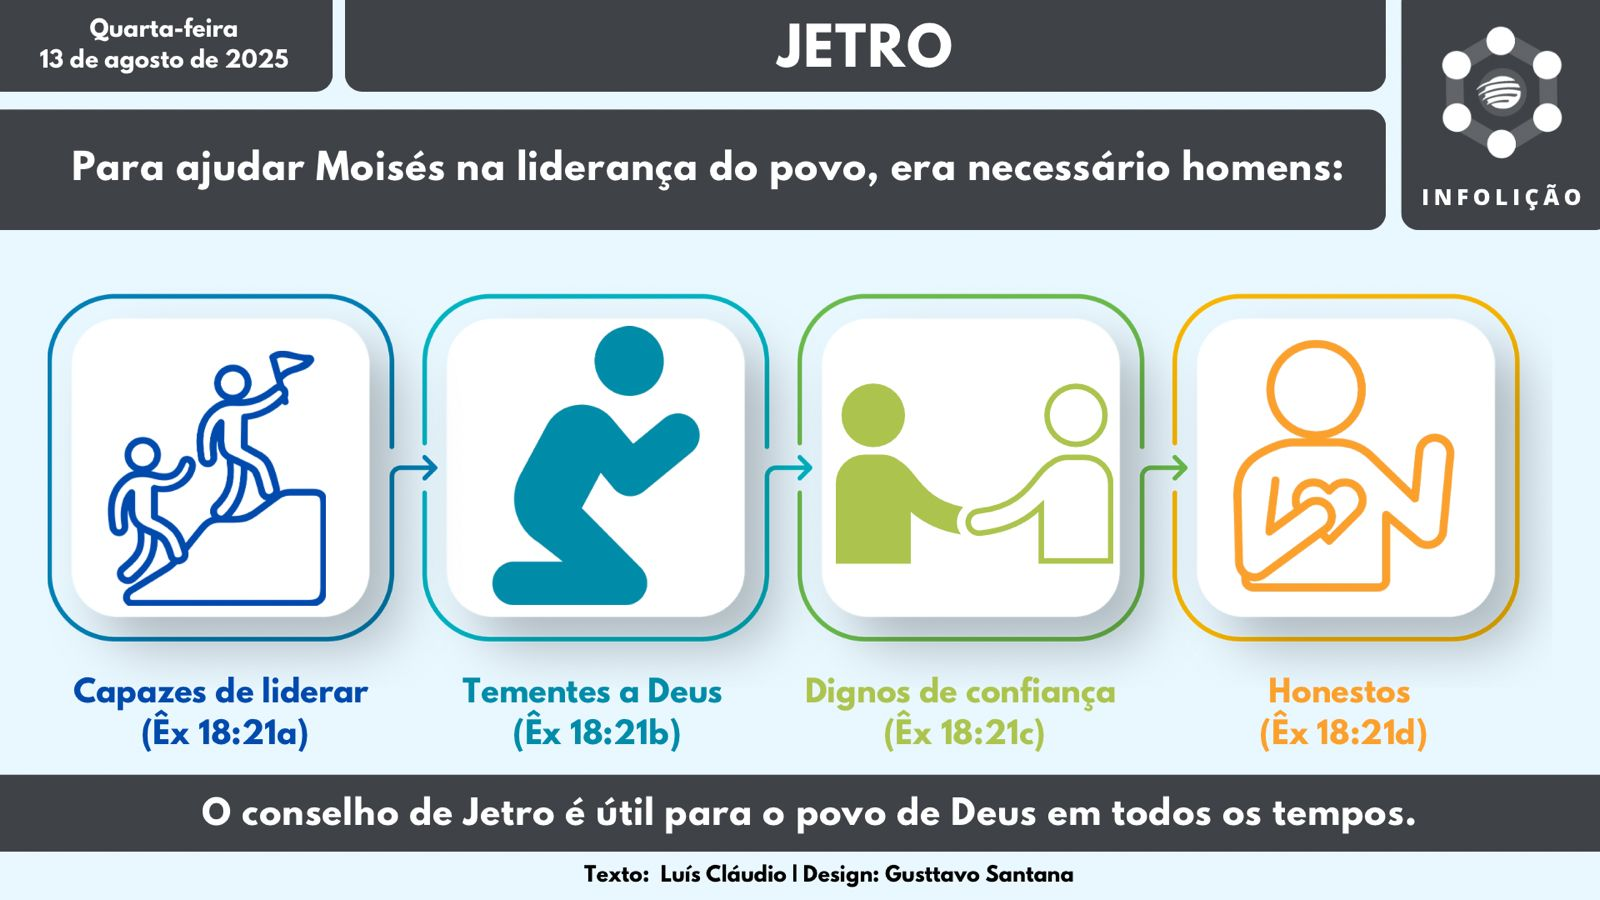 Quarta-feira
13 de agosto de 2025
JETRO
INFOLIÇÃO
Para ajudar Moisés na liderança do povo, era necessário homens:
Capazes de liderar
(Êx 18:21a)
Tementes a Deus
(Êx 18:21b)
Dignos de confiança
(Êx 18:21c)
Honestos
(Êx 18:21d)
O conselho de Jetro é útil para o povo de Deus em todos os tempos.
Texto: Luís Cláudio | Design: Gusttavo Santana